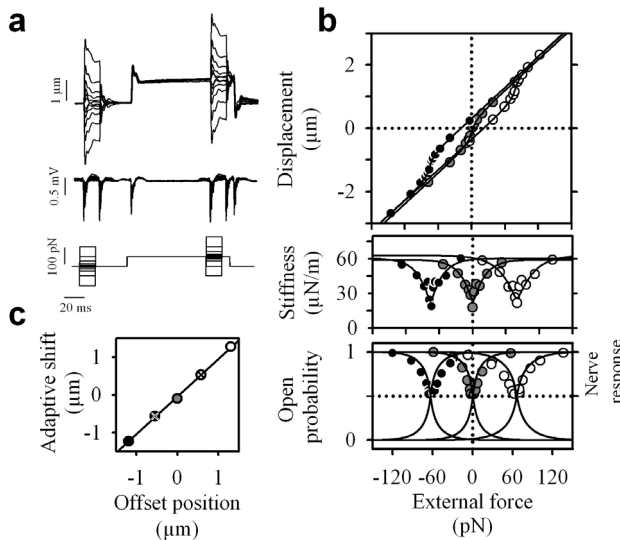 a
1 μm
0.5 mV
100 pN
20 ms
b
Displacement
(μm)
2
0
-2
Stiffness
(μN/m)
60
30
0
Open
probability
1
0
Nerve
response
-120 -60 0 60 120
External force
(pN)
c
Adaptive shift
(μm)
1
0
-1
-1 0 1
Offset position
(μm)